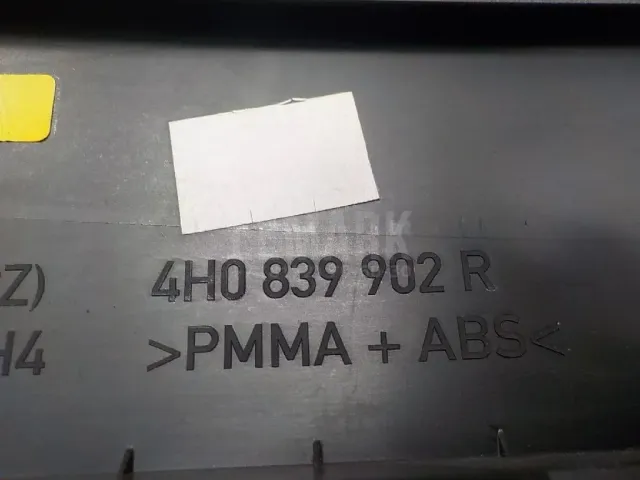 Z) 4H0 839 902 R
H4 >PMMA + ABS<